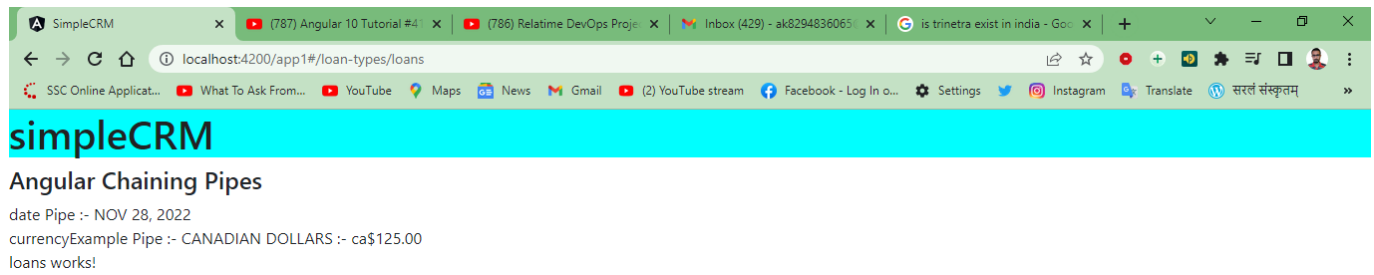 SimpleCRM (787) Angular 10 Tutorial #41 (786) Relatime DevOps Proje Inbox (429) - ak82948360658 is trinetra exist in india - Goo
localhost:4200/app1#/loan-types/loans
SSC Online Applicat... What To Ask From... YouTube Maps News Gmail (2) YouTube stream Facebook - Log In o... Settings Instagram Translate सरलं संस्कृतम् »
simpleCRM
Angular Chaining Pipes
date Pipe :- NOV 28, 2022
currencyExample Pipe :- CANADIAN DOLLARS :- ca$125.00
loans works!